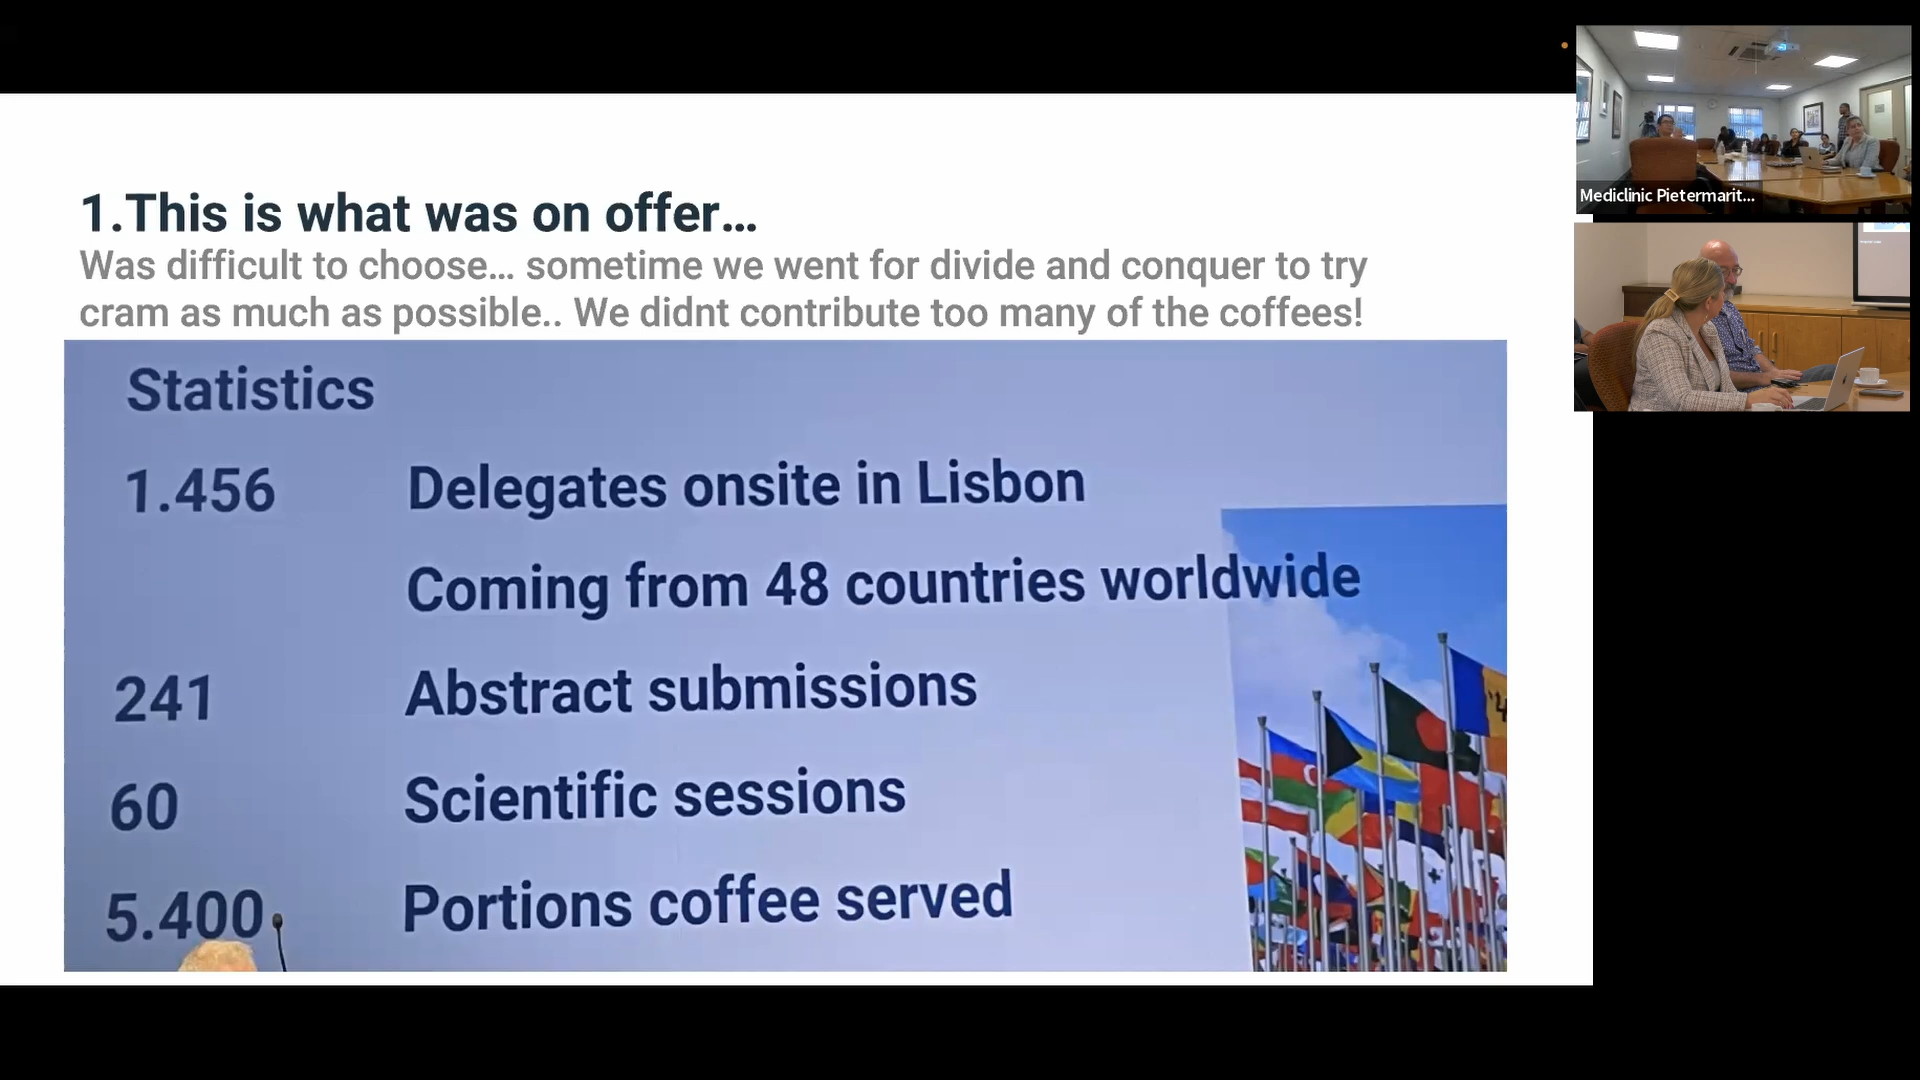 1.This is what was on offer...
Was difficult to choose... sometime we went for divide and conquer to try
cram as much as possible.. We didnt contribute too many of the coffees!
Statistics
1.456 Delegates onsite in Lisbon
Coming from 48 countries worldwide
241 Abstract submissions
60 Scientific sessions
5.400 Portions coffee served
Mediclinic Pietermarit...